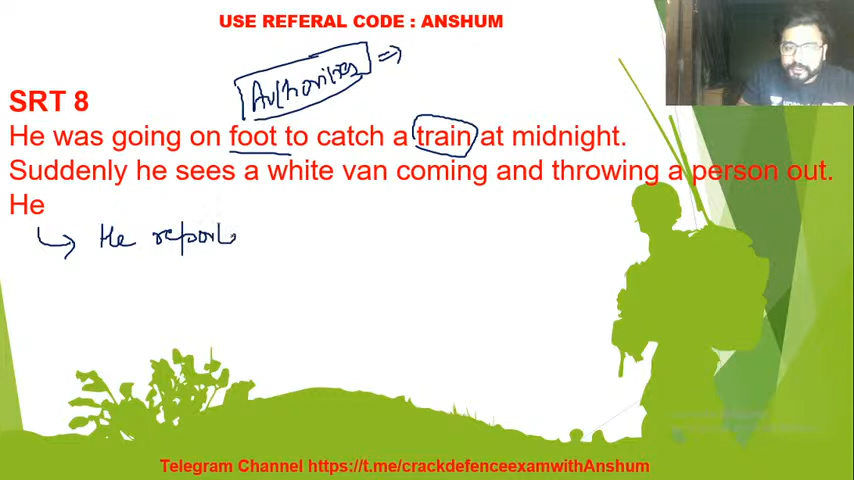 USE REFERAL CODE : ANSHUM
Authorities
SRT 8
He was going on foot to catch a train at midnight.
Suddenly he sees a white van coming and throwing a person out.
He
He report
Telegram Channel https://t.me/crackdefenceexamwithAnshum